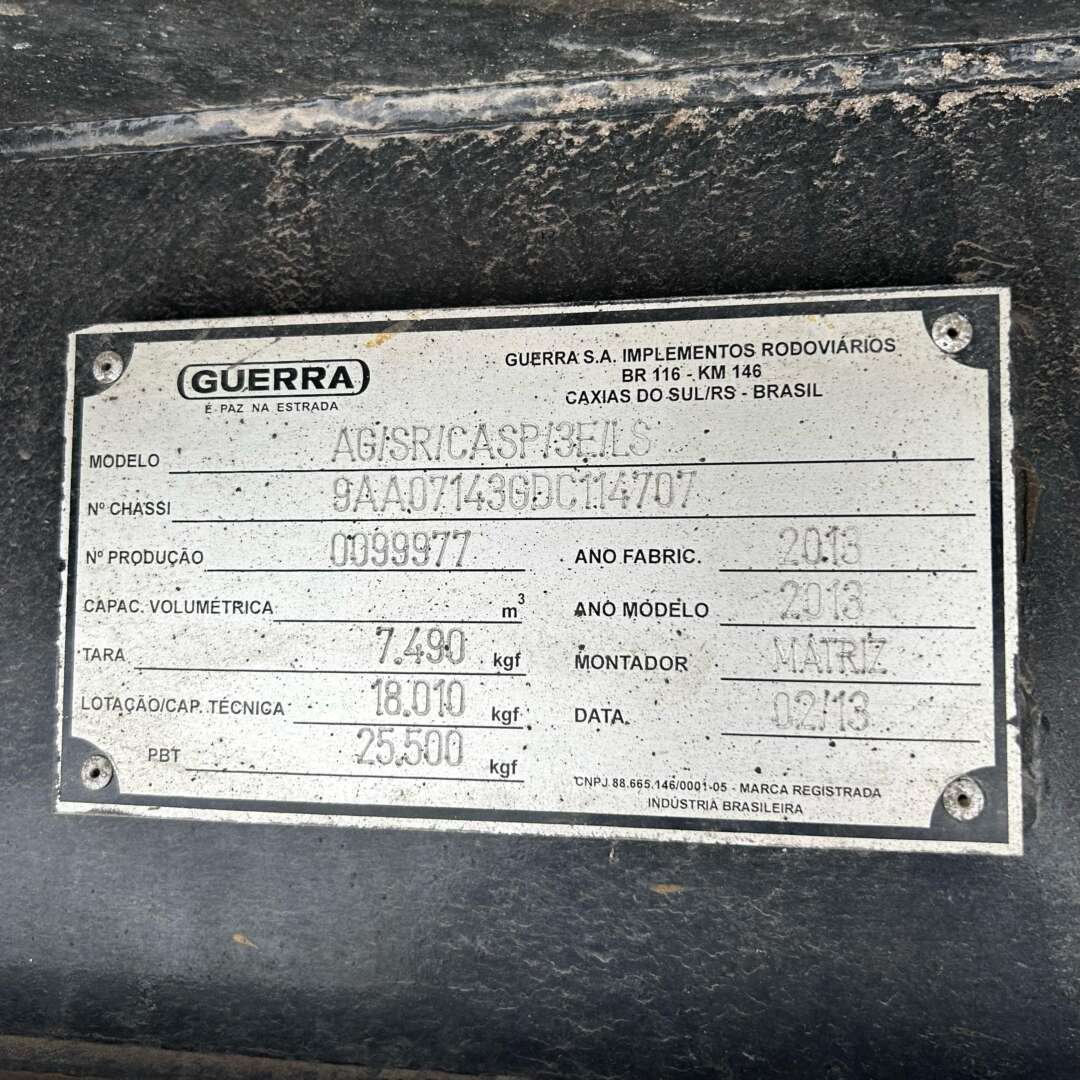 GUERRA
É PAZ NA ESTRADA
GUERRA S.A. IMPLEMENTOS RODOVIÁRIOS
BR 116 - KM 146
CAXIAS DO SUL/RS - BRASIL
MODELO AG/SR/CASP/3E/LS
Nº CHASSI 9AA07143GDC114707
Nº PRODUÇÃO 0099977 ANO FABRIC. 2013
CAPAC. VOLUMÉTRICA m³ ANO MODELO 2013
TARA 7.490 kgf MONTADOR MATRIZ
LOTAÇÃO/CAP. TÉCNICA 18.010 kgf DATA 02/13
PBT 25.500 kgf
CNPJ 88.665.146/0001-05 - MARCA REGISTRADA
INDÚSTRIA BRASILEIRA